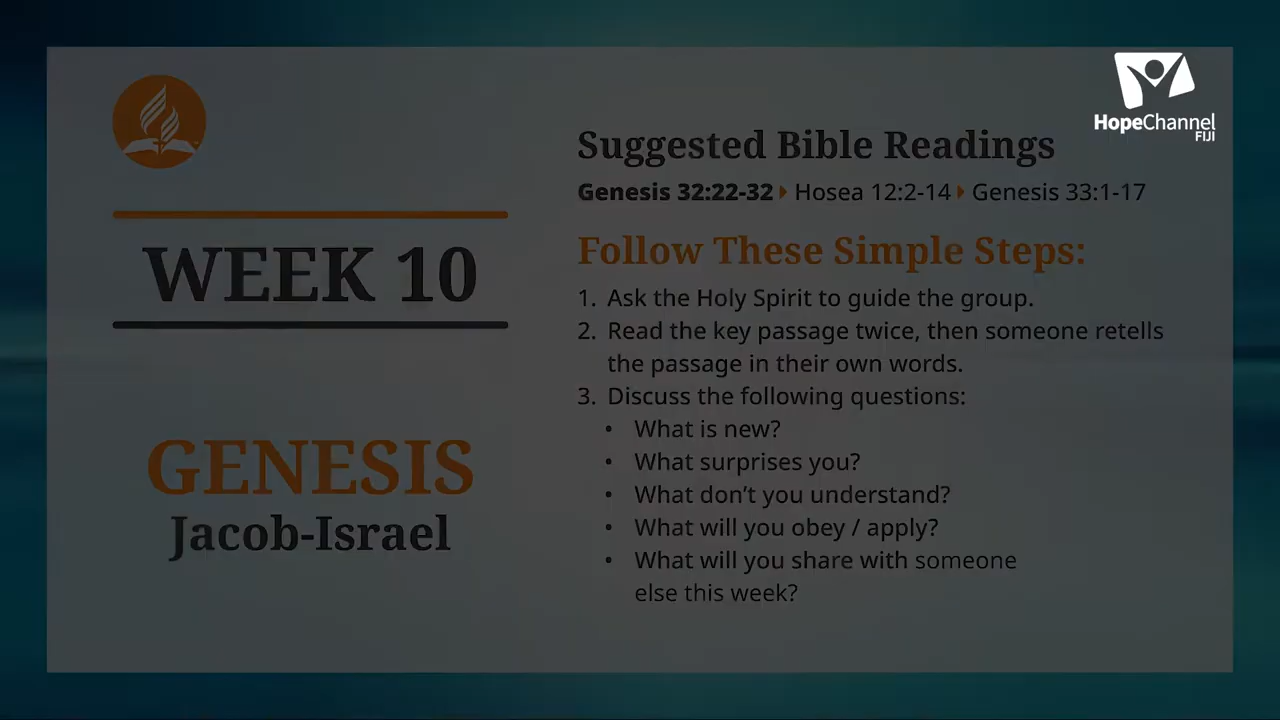 HopeChannel
FIJI
WEEK 10
GENESIS
Jacob-Israel
Suggested Bible Readings
Genesis 32:22-32 Hosea 12:2-14 Genesis 33:1-17
Follow These Simple Steps:
1. Ask the Holy Spirit to guide the group.
2. Read the key passage twice, then someone retells
the passage in their own words.
3. Discuss the following questions:
• What is new?
• What surprises you?
• What don’t you understand?
• What will you obey / apply?
• What will you share with someone
else this week?